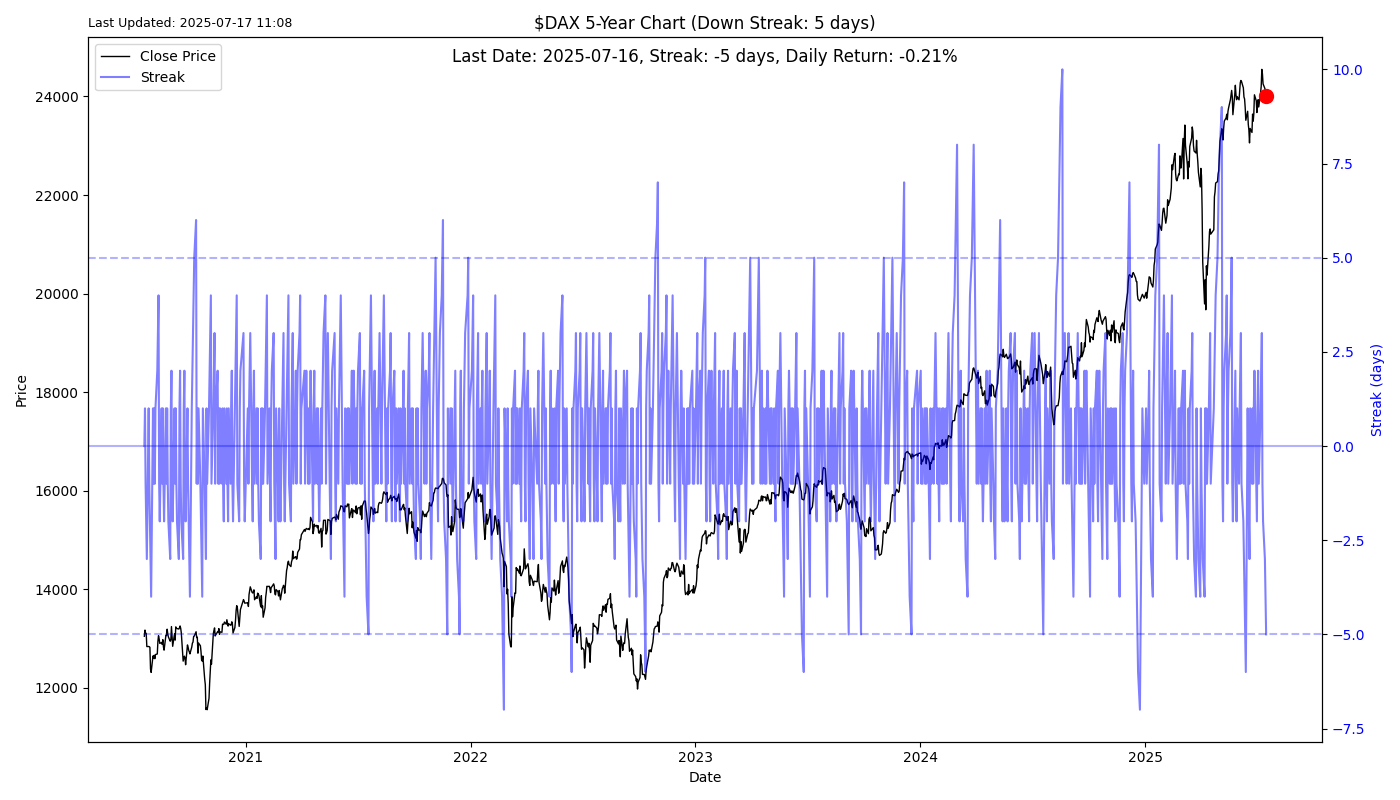 Last Updated: 2025-07-17 11:08
$DAX 5-Year Chart (Down Streak: 5 days)
Last Date: 2025-07-16, Streak: -5 days, Daily Return: -0.21%
Close Price
Streak
24000
22000
20000
18000
16000
14000
12000
Price
10.0
7.5
5.0
2.5
0.0
−2.5
−5.0
−7.5
Streak (days)
2021
2022
2023
2024
2025
Date